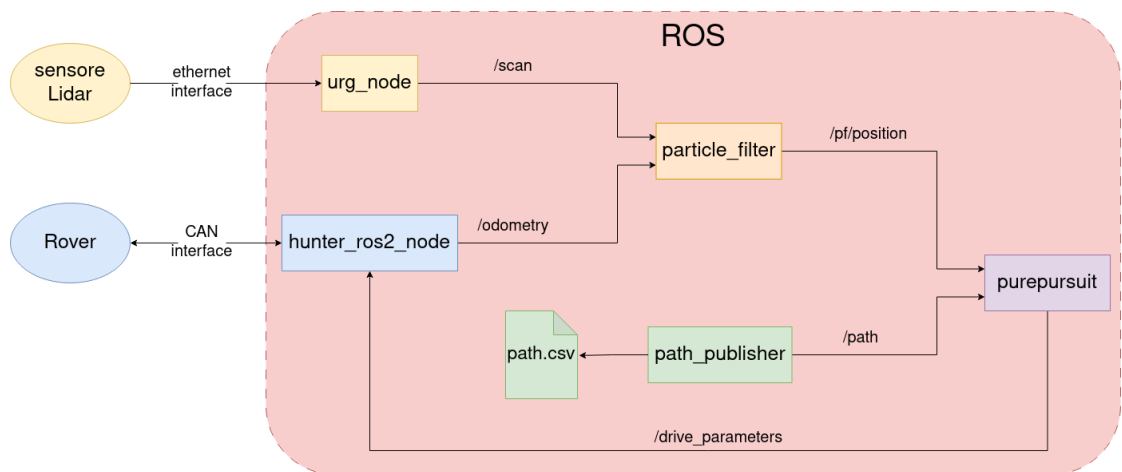 ROS
sensore
Lidar
ethernet
interface
urg_node
/scan
particle_filter
/pf/position
Rover
CAN
interface
hunter_ros2_node
/odometry
purepursuit
path.csv
path_publisher
/path
/drive_parameters